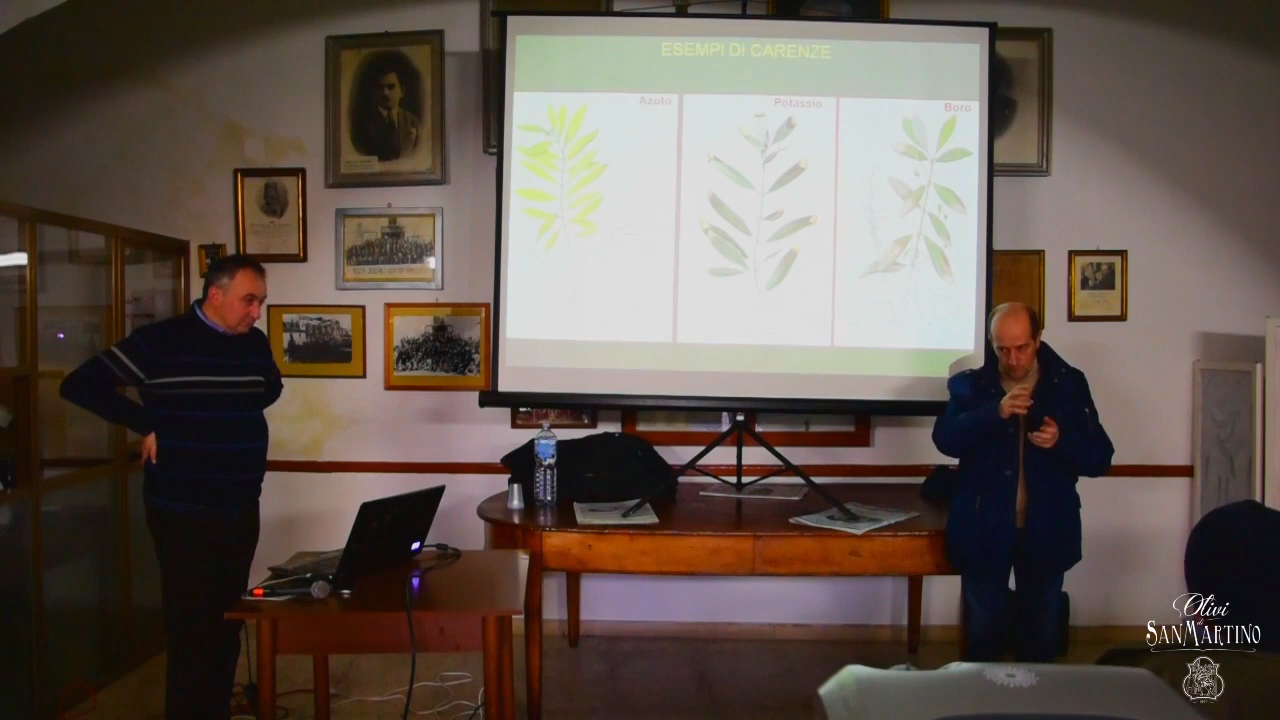 ESEMPI DI CARENZE
Azoto
Potassio
Boro
Olivi
di
SANMARTINO